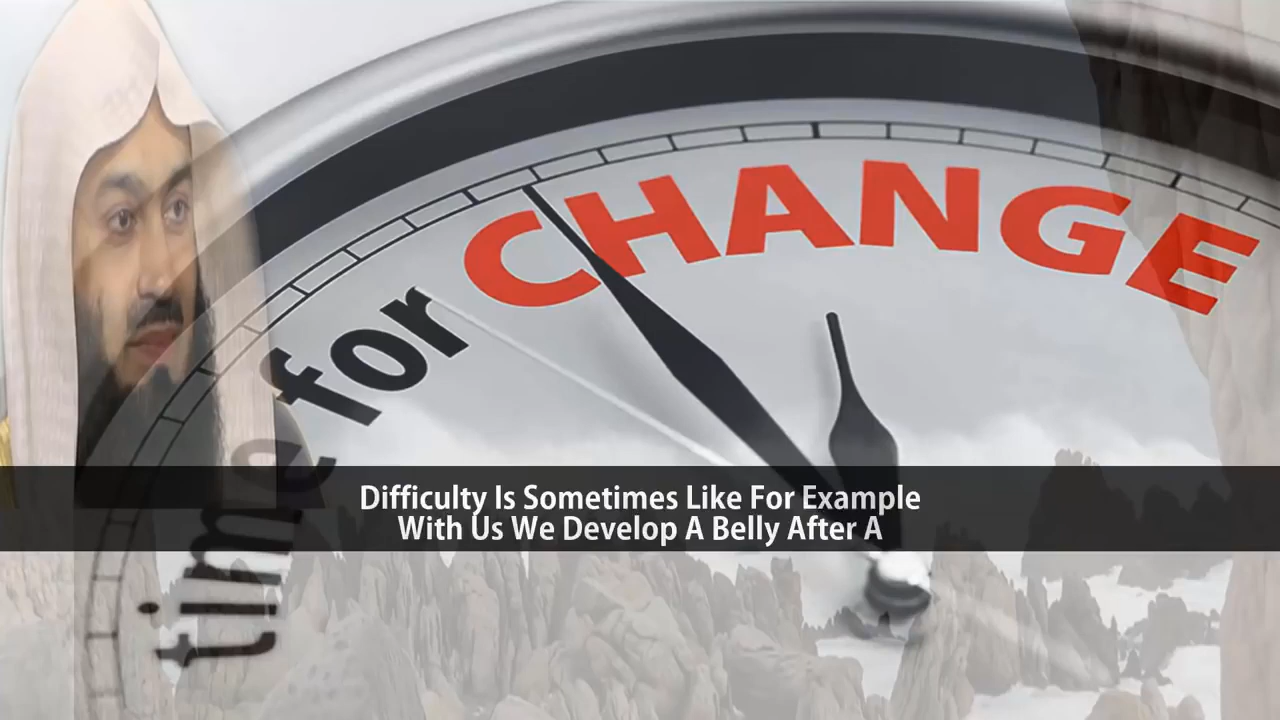 time for CHANGE
Difficulty Is Sometimes Like For Example
With Us We Develop A Belly After A